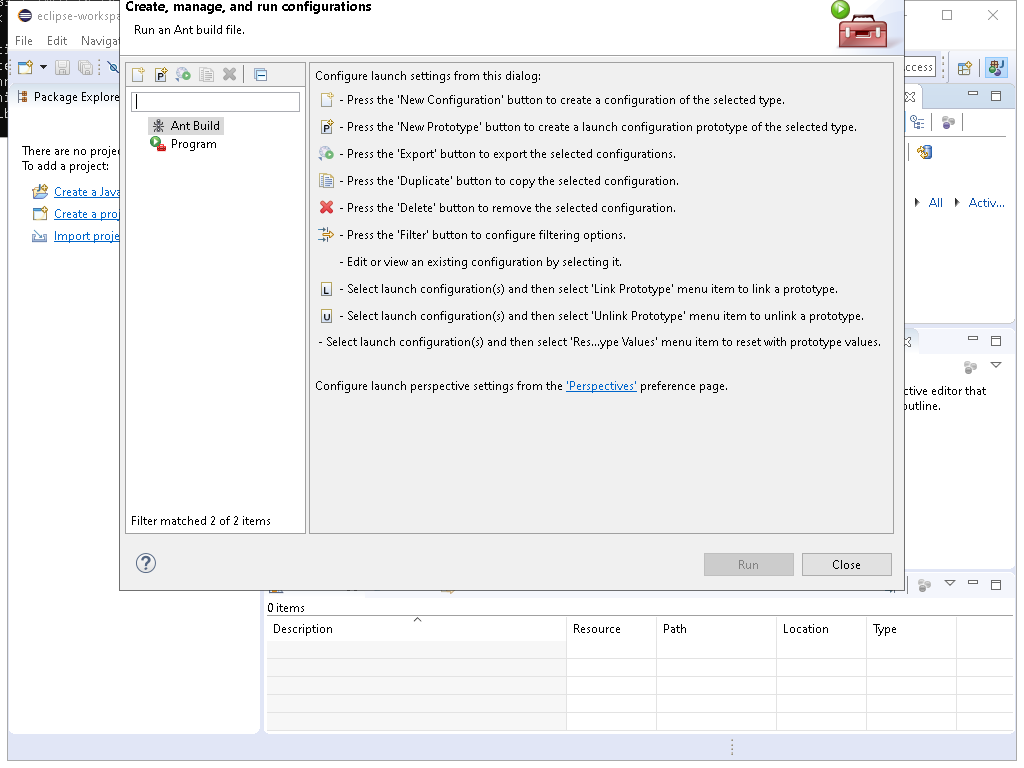 Create, manage, and run configurations
eclipse-workspa
Run an Ant build file.
File Edit Navigat
ccess
Configure launch settings from this dialog:
Package Explore
- Press the 'New Configuration' button to create a configuration of the selected type.
Ant Build
- Press the 'New Prototype' button to create a launch configuration prototype of the selected type.
Program
There are no projec
To add a project:
- Press the 'Export' button to export the selected configurations.
- Press the 'Duplicate' button to copy the selected configuration.
Create a Java
Create a proj
Import proje
- Press the 'Delete' button to remove the selected configuration.
All Activ...
- Press the 'Filter' button to configure filtering options.
- Edit or view an existing configuration by selecting it.
L - Select launch configuration(s) and then select 'Link Prototype' menu item to link a prototype.
U - Select launch configuration(s) and then select 'Unlink Prototype' menu item to unlink a prototype.
- Select launch configuration(s) and then select 'Res...ype Values' menu item to reset with prototype values.
Configure launch perspective settings from the 'Perspectives' preference page.
ctive editor that
outline.
Filter matched 2 of 2 items
Run Close
0 items
Description Resource Path Location Type